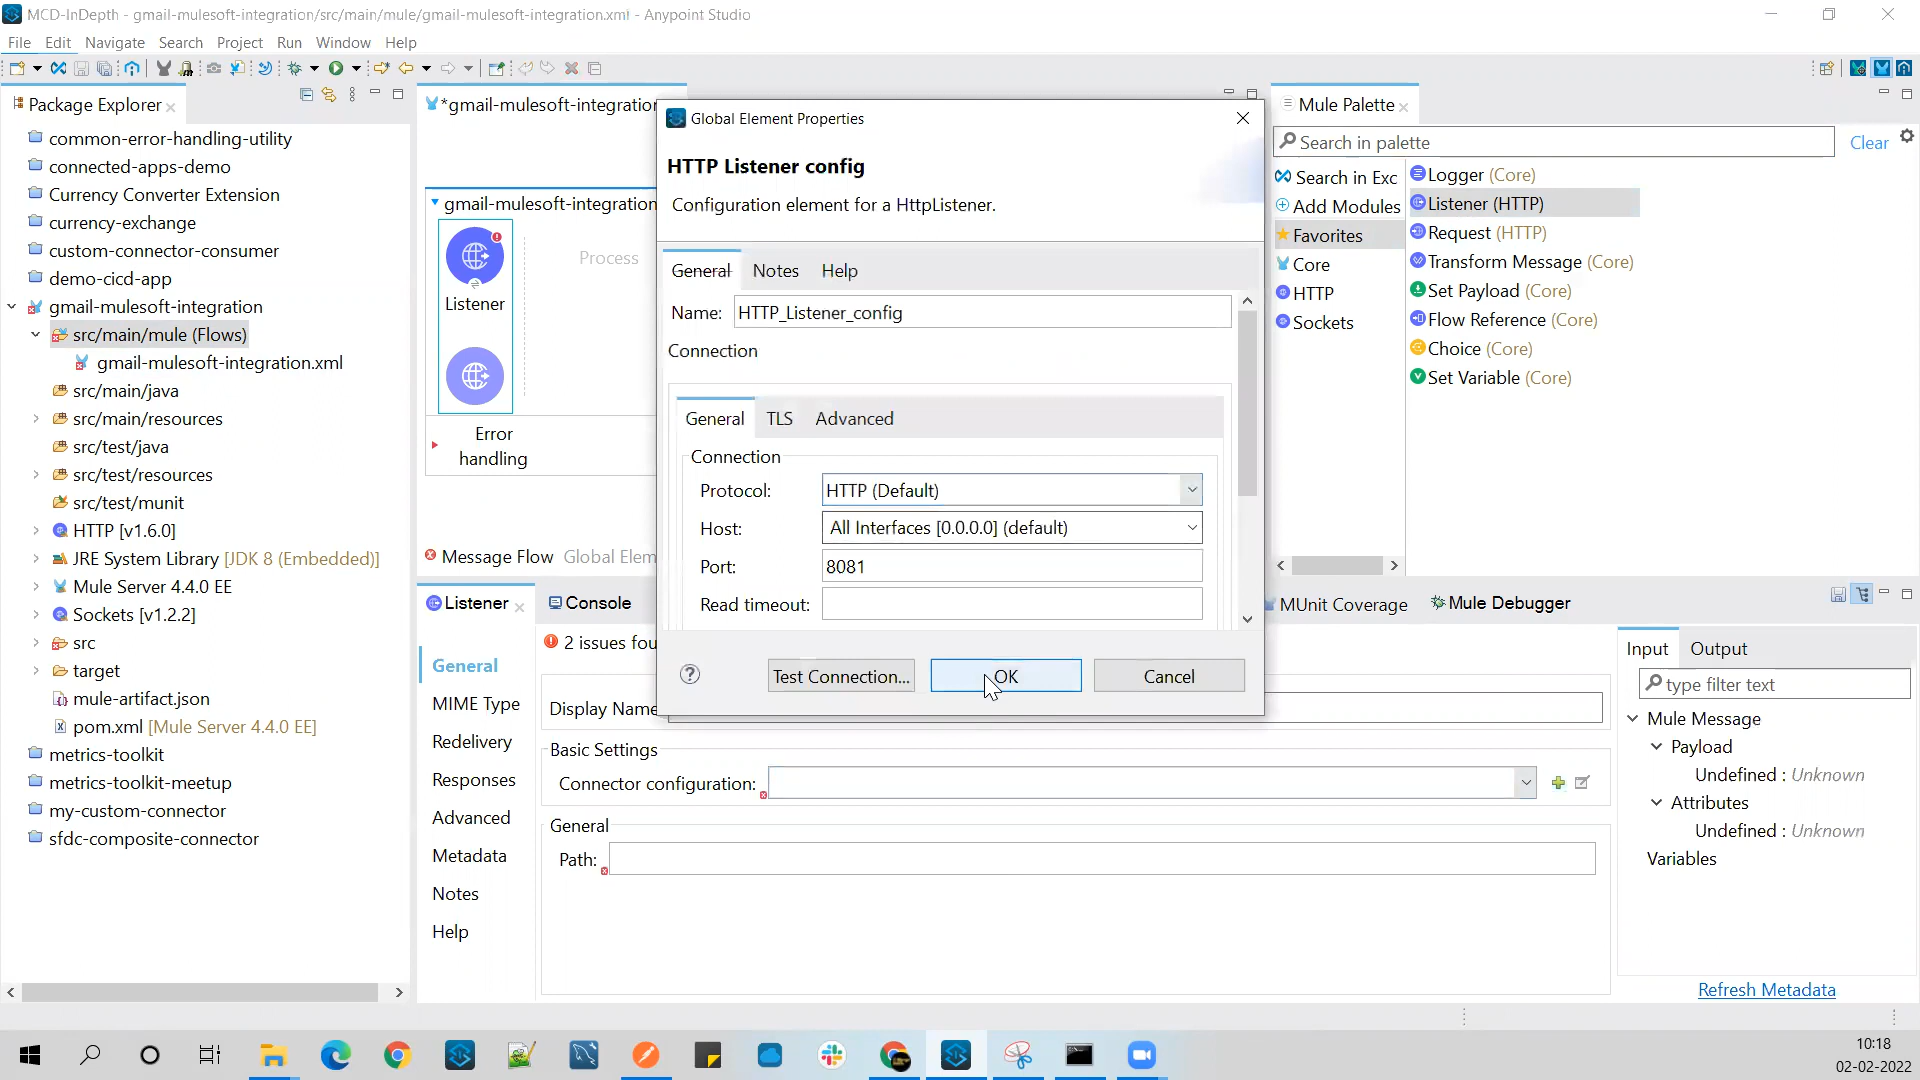 MCD-InDepth - gmail-mulesoft-integration/src/main/mule/gmail-mulesoft-integration.xml - Anypoint Studio
File Edit Navigate Search Project Run Window Help
Package Explorer
common-error-handling-utility
connected-apps-demo
Currency Converter Extension
currency-exchange
custom-connector-consumer
demo-cicd-app
gmail-mulesoft-integration
src/main/mule (Flows)
gmail-mulesoft-integration.xml
src/main/java
src/main/resources
src/test/java
src/test/resources
src/test/munit
HTTP [v1.6.0]
JRE System Library [JDK 8 (Embedded)]
Mule Server 4.4.0 EE
Sockets [v1.2.2]
src
target
mule-artifact.json
pom.xml [Mule Server 4.4.0 EE]
metrics-toolkit
metrics-toolkit-meetup
my-custom-connector
sfdc-composite-connector
*gmail-mulesoft-integration
gmail-mulesoft-integration
Listener
Process
Error
handling
Message Flow Global Elem
Global Element Properties
HTTP Listener config
Configuration element for a HttpListener.
General Notes Help
Name: HTTP_Listener_config
Connection
General TLS Advanced
Connection
Protocol: HTTP (Default)
Host: All Interfaces [0.0.0.0] (default)
Port: 8081
Read timeout:
Test Connection... OK Cancel
Mule Palette
Search in palette
Clear
Search in Exc
Add Modules
Favorites
Core
HTTP
Sockets
Logger (Core)
Listener (HTTP)
Request (HTTP)
Transform Message (Core)
Set Payload (Core)
Flow Reference (Core)
Choice (Core)
Set Variable (Core)
Listener Console MUnit Coverage Mule Debugger
2 issues fou
General
MIME Type
Redelivery
Responses
Advanced
Metadata
Notes
Help
Display Name
Basic Settings
Connector configuration:
General
Path:
Input Output
type filter text
Mule Message
Payload
Undefined : Unknown
Attributes
Undefined : Unknown
Variables
Refresh Metadata
10:18
02-02-2022